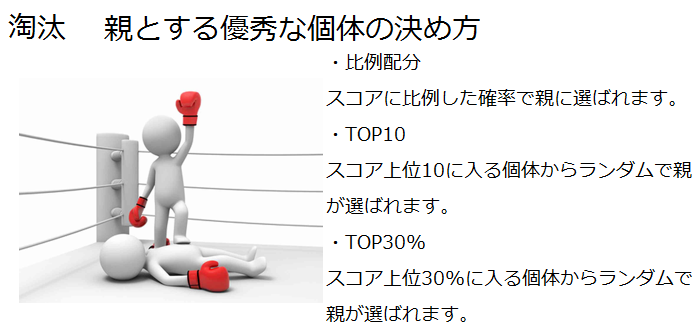 淘汰　親とする優秀な個体の決め方
・比例配分
スコアに比例した確率で親に選ばれます。
・TOP10
スコア上位10に入る個体からランダムで親
が選ばれます。
・TOP30%
スコア上位30%に入る個体からランダムで
親が選ばれます。